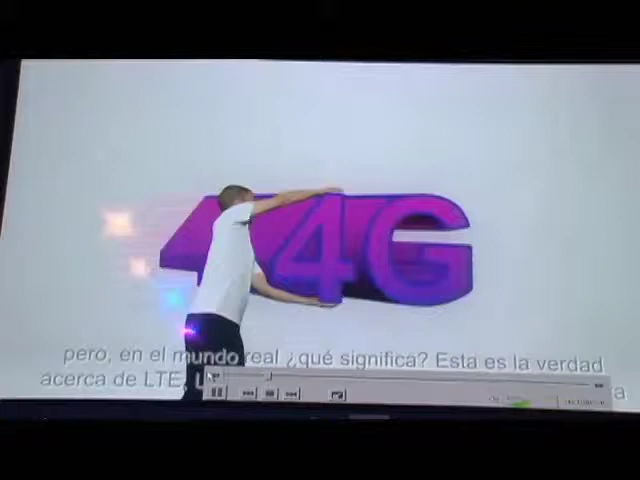 4G
pero, en el mundo real ¿qué significa? Esta es la verdad
acerca de LTE,